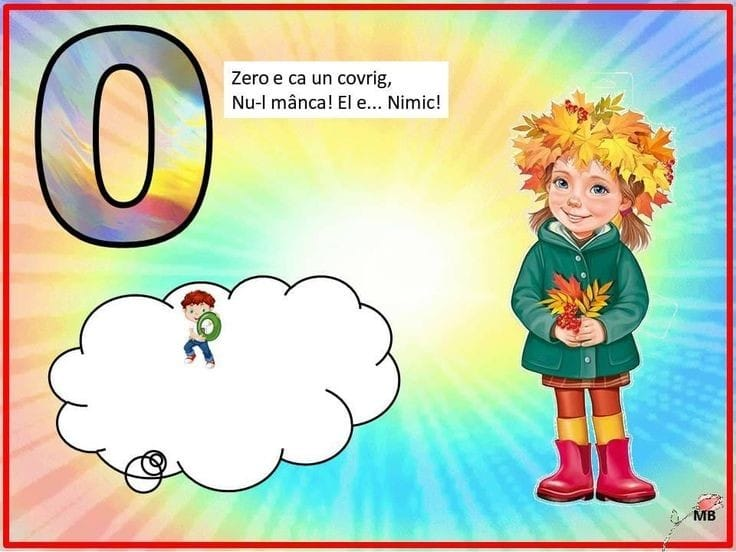 0
Zero e ca un covrig,
Nu-l mânca! El e... Nimic!
MB